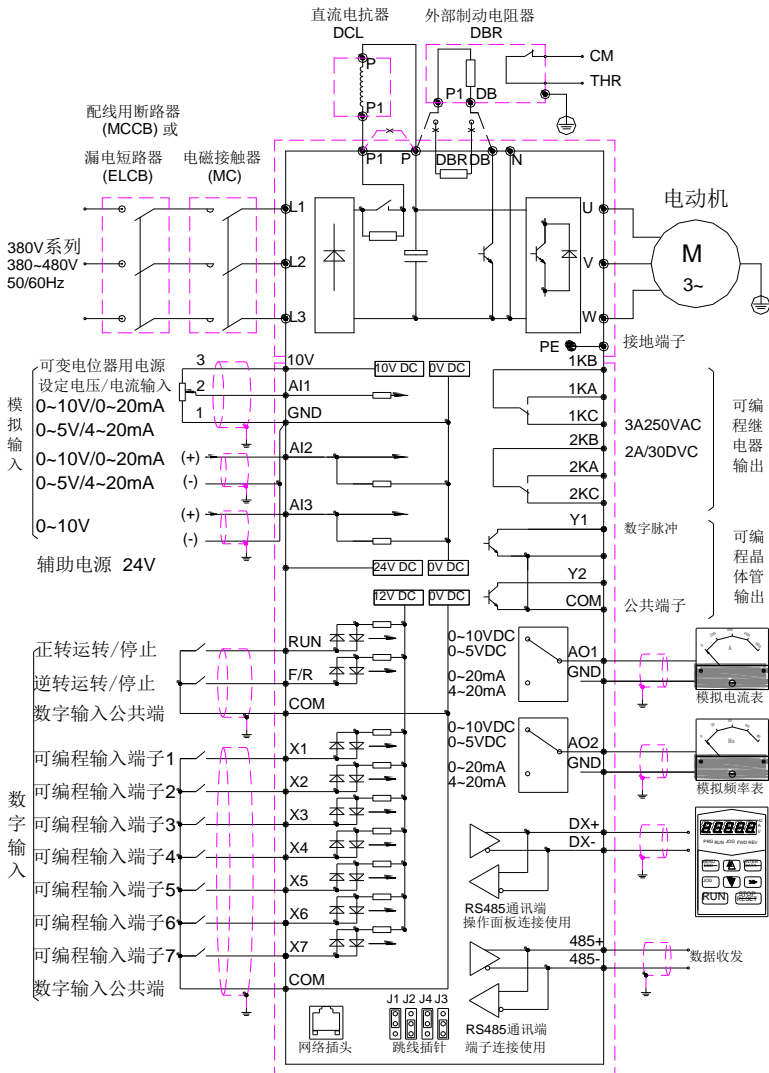 直流电抗器
DCL
外部制动电阻器
DBR
P
P1
P1
DB
CM
THR
配线用断路器
(MCCB) 或
漏电短路器
(ELCB)
电磁接触器
(MC)
P1
P
DBR
DB
N
380V系列
380~480V
50/60Hz
L1
L2
L3
U
V
W
电动机
M
3~
PE
接地端子
模拟输入
可变电位器用电源
设定电压/电流输入
0~10V/0~20mA
0~5V/4~20mA
0~10V/0~20mA
0~5V/4~20mA
0~10V
辅助电源 24V
3
2
1
(+)
(-)
(+)
(-)
10V
AI1
GND
AI2
AI3
10V DC
0V DC
24V DC
0V DC
12V DC
0V DC
1KB
1KA
1KC
2KB
2KA
2KC
3A250VAC
2A/30DVC
可编程继电器输出
Y1
Y2
COM
数字脉冲
公共端子
可编程晶体管输出
数字输入
正转运转/停止
逆转运转/停止
数字输入公共端
可编程输入端子1
可编程输入端子2
可编程输入端子3
可编程输入端子4
可编程输入端子5
可编程输入端子6
可编程输入端子7
数字输入公共端
RUN
F/R
COM
X1
X2
X3
X4
X5
X6
X7
COM
0~10VDC
0~5VDC
0~20mA
4~20mA
AO1
GND
模拟电流表
0~10VDC
0~5VDC
0~20mA
4~20mA
AO2
GND
模拟频率表
DX+
DX-
RS485通讯端
操作面板连接使用
88888
PRG RUN JOG FWD REV
JOG
RUN
STOP
RESET
485+
485-
数据收发
RS485通讯端
端子连接使用
网络插头
J1 J2 J4 J3
跳线插针